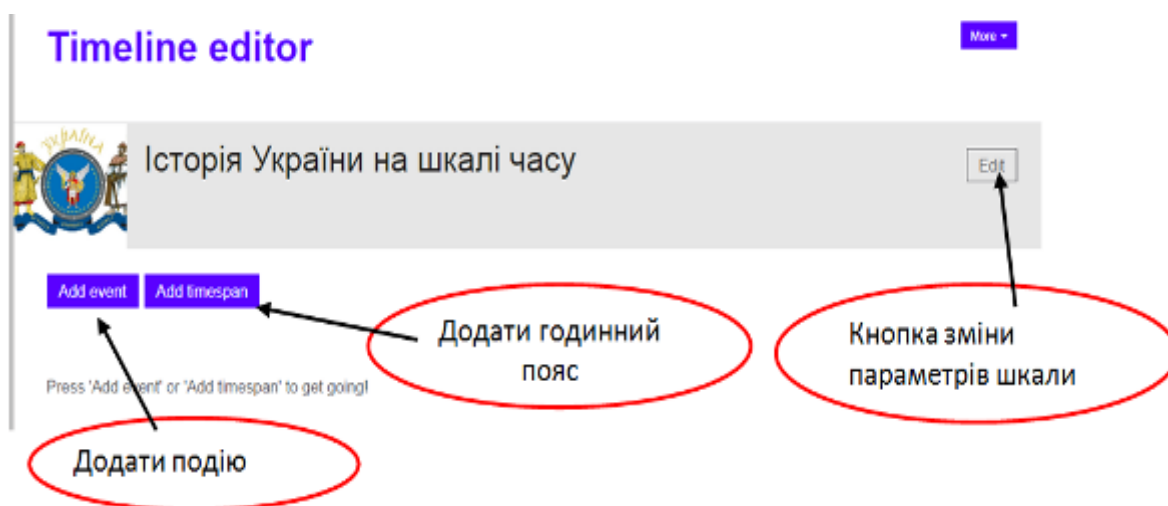 Timeline editor
More
УКРАЇНА
Історія України на шкалі часу
Edit
Add event Add timespan
Додати годинний
пояс
Кнопка зміни
параметрів шкали
Press 'Add event' or 'Add timespan' to get going!
Додати подію